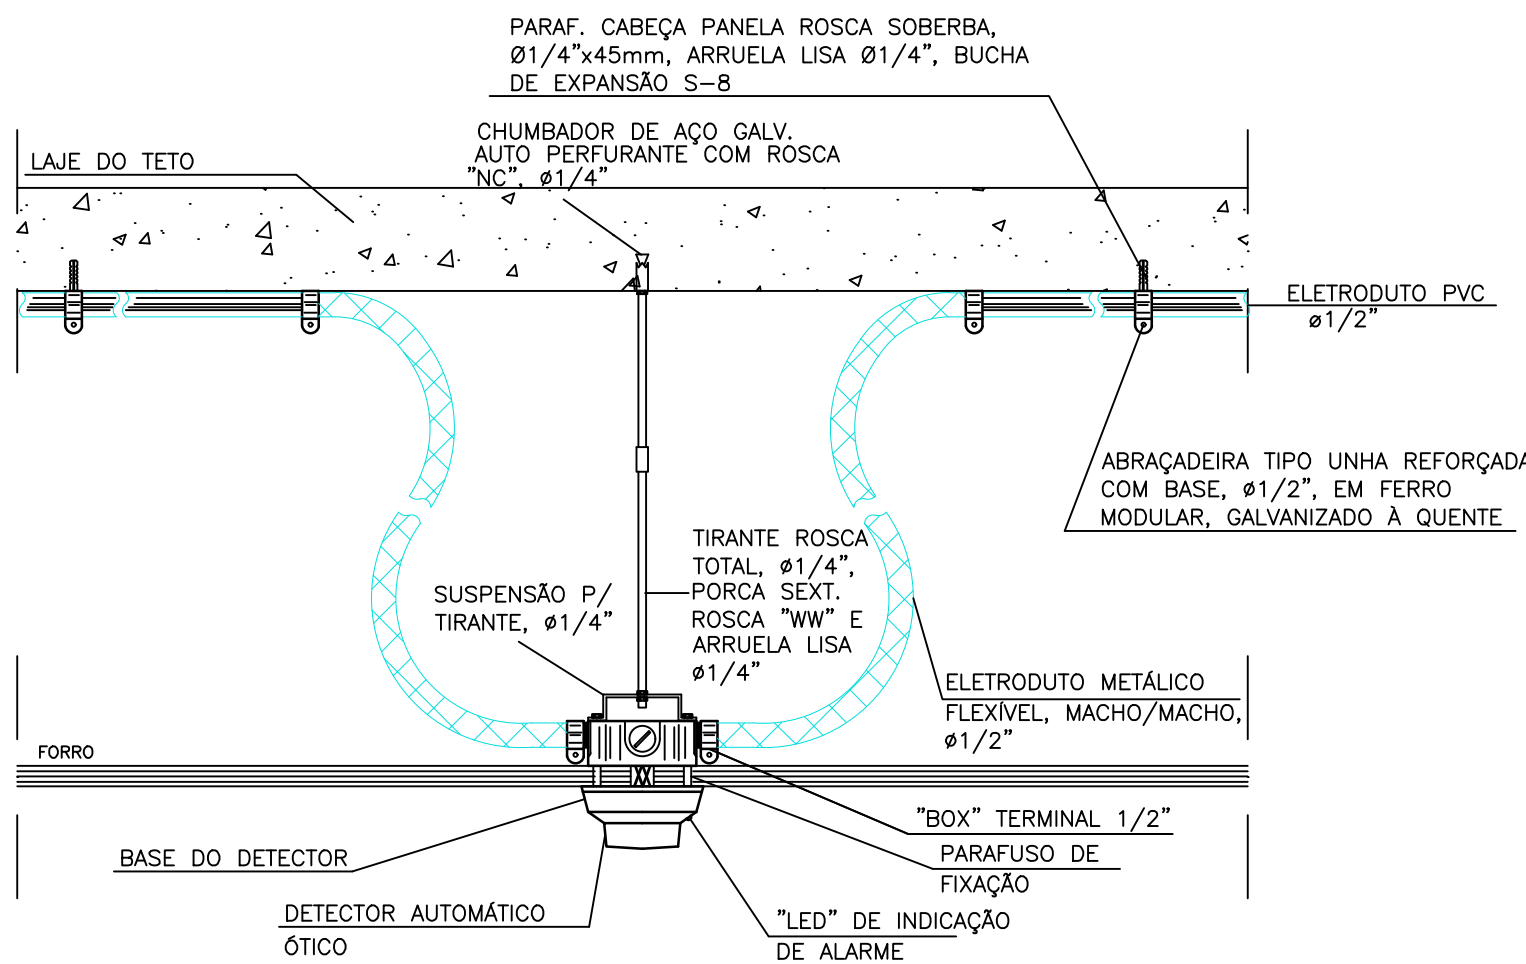 PARAF. CABEÇA PANELA ROSCA SOBERBA,
Ø1/4"x45mm, ARRUELA LISA Ø1/4", BUCHA
DE EXPANSÃO S-8
CHUMBADOR DE AÇO GALV.
AUTO PERFURANTE COM ROSCA
"NC", ø1/4"
LAJE DO TETO
ELETRODUTO PVC
ø1/2"
ABRAÇADEIRA TIPO UNHA REFORÇADA
COM BASE, ø1/2", EM FERRO
MODULAR, GALVANIZADO À QUENTE
TIRANTE ROSCA
TOTAL, ø1/4",
PORCA SEXT.
ROSCA "WW" E
ARRUELA LISA
ø1/4"
SUSPENSÃO P/
TIRANTE, ø1/4"
ELETRODUTO METÁLICO
FLEXÍVEL, MACHO/MACHO,
ø1/2"
FORRO
"BOX" TERMINAL 1/2"
PARAFUSO DE
FIXAÇÃO
BASE DO DETECTOR
DETECTOR AUTOMÁTICO
ÓTICO
"LED" DE INDICAÇÃO
DE ALARME